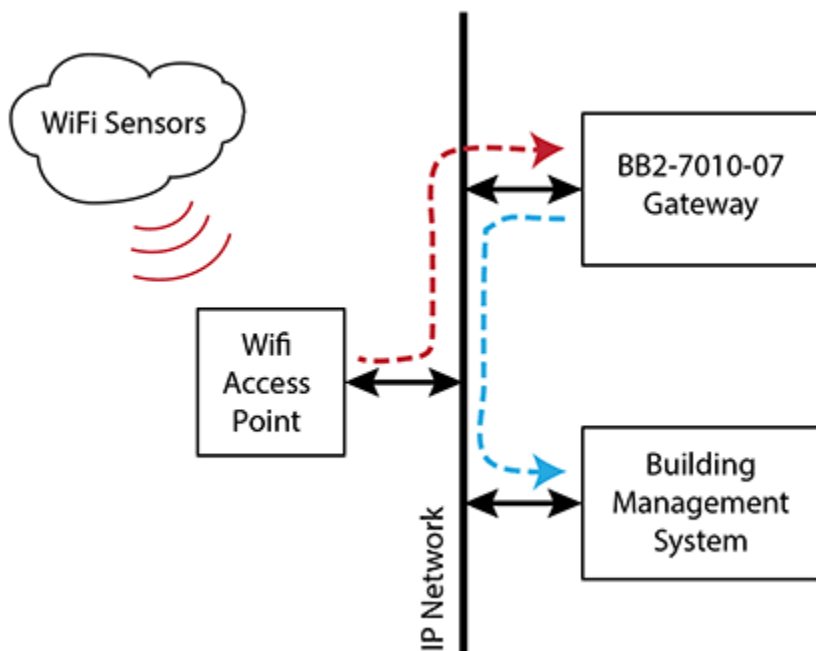 WiFi Sensors
BB2-7010-07
Gateway
Wifi
Access
Point
Building
Management
System
IP Network